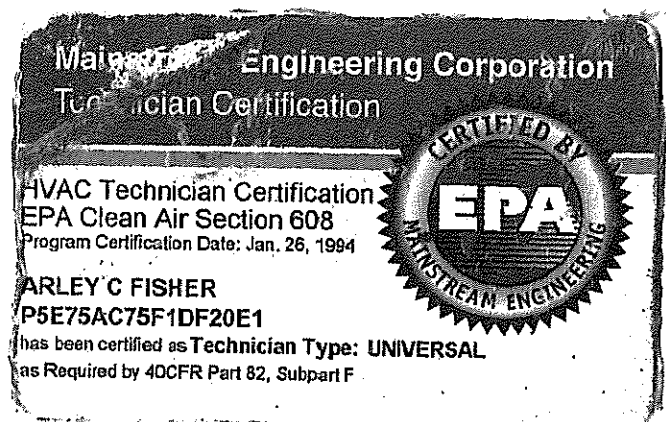 Engineering Corporation
Certification
HVAC Technician Certification
EPA Clean Air Section 608
Program Certification Date: Jan. 26, 1994
ARLEY C FISHER
P5E75AC75F1DF20E1
has been certified as Technician Type: UNIVERSAL
as Required by 40CFR Part 82, Subpart F
CERTIFIED BY
EPA
MAINSTREAM ENGINEERING